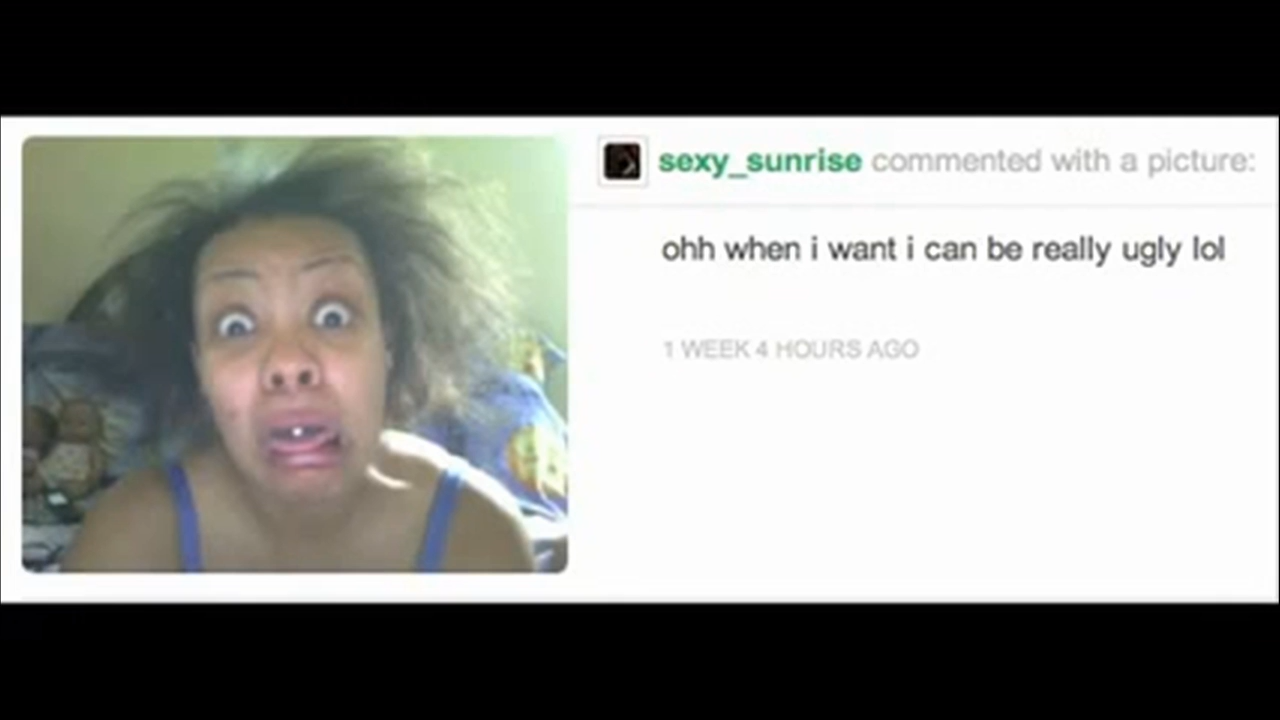 sexy_sunrise commented with a picture:
ohh when i want i can be really ugly lol
1 WEEK 4 HOURS AGO